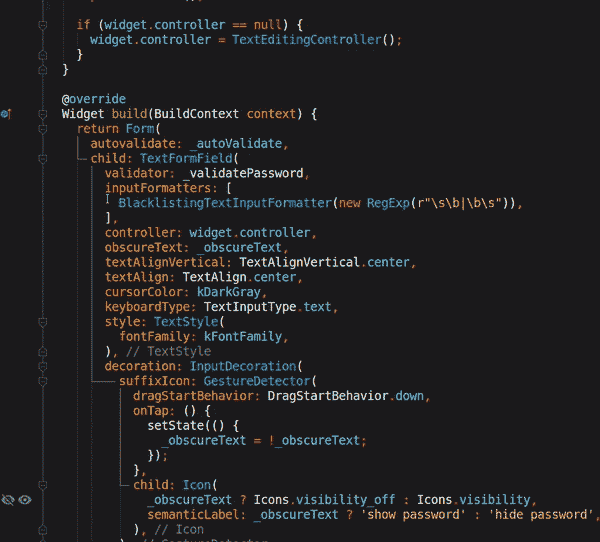 if (widget.controller == null) {
widget.controller = TextEditingController();
}
}
@override
Widget build(BuildContext context) {
return Form(
autovalidate: _autoValidate,
child: TextFormField(
validator: _validatePassword,
inputFormatters: [
BlacklistingTextInputFormatter(new RegExp(r"\s\b|\b\s")),
],
controller: widget.controller,
obscureText: _obscureText,
textAlignVertical: TextAlignVertical.center,
textAlign: TextAlign.center,
cursorColor: kDarkGray,
keyboardType: TextInputType.text,
style: TextStyle(
fontFamily: kFontFamily,
), // TextStyle
decoration: InputDecoration(
suffixIcon: GestureDetector(
dragStartBehavior: DragStartBehavior.down,
onTap: () {
setState(() {
_obscureText = !_obscureText;
});
},
child: Icon(
_obscureText ? Icons.visibility_off : Icons.visibility,
semanticLabel: _obscureText ? 'show password' : 'hide password',
), // Icon